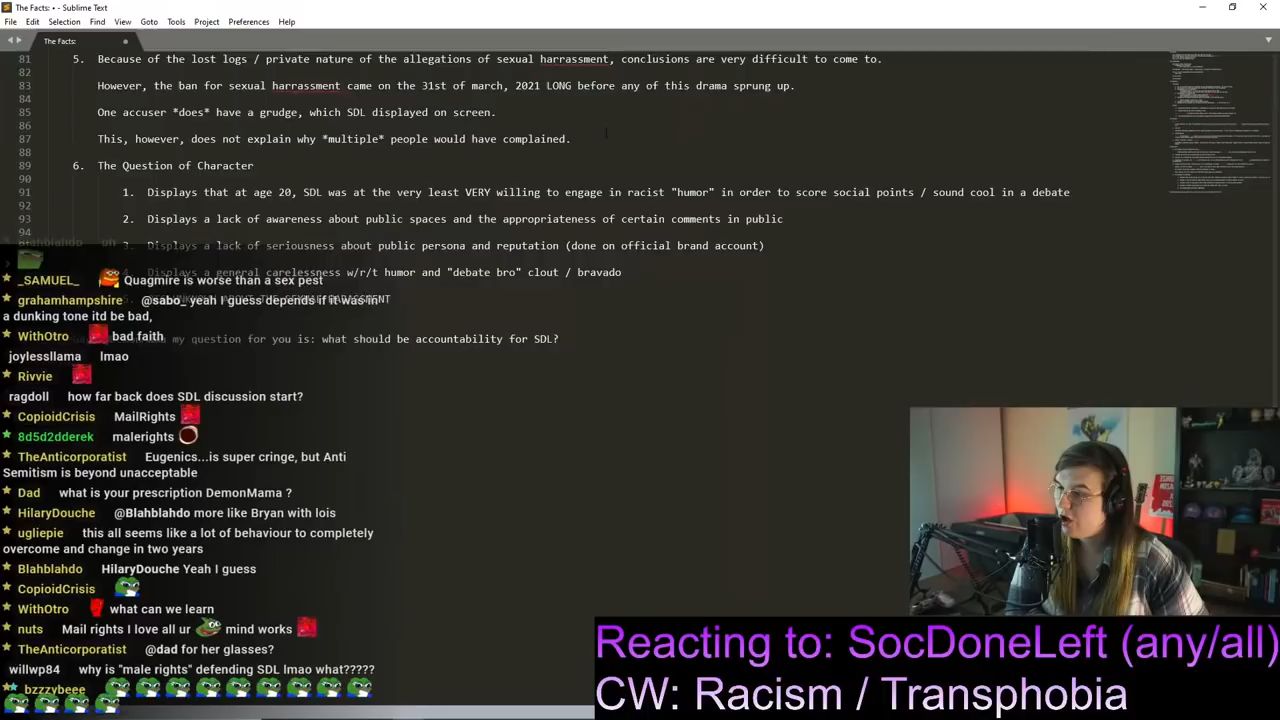 The Facts: • - Sublime Text
File Edit Selection Find View Goto Tools Project Preferences Help
The Facts:
81 5. Because of the lost logs / private nature of the allegations of sexual harrassment, conclusions are very difficult to come to.
82
83 However, the ban for sexual harrassment came on the 31st of march, 2021 LONG before any of this drama sprung up.
84
85 One accuser *does* have a grudge, which SDL displayed on screen.
86
87 This, however, does not explain why *multiple* people would have complained.
88
89 6. The Question of Character
90
91 1. Displays that at age 20, SDL was at the very least VERY willing to engage in racist "humor" in order to score social points / sound cool in a debate
92
93 2. Displays a lack of awareness about public spaces and the appropriateness of certain comments in public
94
3. Displays a lack of seriousness about public persona and reputation (done on official brand account)
4. Displays a general carelessness w/r/t humor and "debate bro" clout / bravado
my question for you is: what should be accountability for SDL?
Blahblahdo
_SAMUEL_ Quagmire is worse than a sex pest
grahamhampshire @sabo_ yeah I guess depends if it was in
a dunking tone itd be bad,
WithOtro bad faith
joylessllama lmao
Rivvie
ragdoll how far back does SDL discussion start?
CopioidCrisis MailRights
8d5d2dderek malerights
TheAnticorporatist Eugenics...is super cringe, but Anti
Semitism is beyond unacceptable
Dad what is your prescription DemonMama ?
HilaryDouche @Blahblahdo more like Bryan with lois
ugliepie this all seems like a lot of behaviour to completely
overcome and change in two years
Blahblahdo HilaryDouche Yeah I guess
CopioidCrisis
WithOtro what can we learn
nuts Mail rights I love all ur mind works
TheAnticorporatist @dad for her glasses?
willwp84 why is "male rights" defending SDL lmao what?????
bzzzybeee
Reacting to: SocDoneLeft (any/all)
CW: Racism / Transphobia